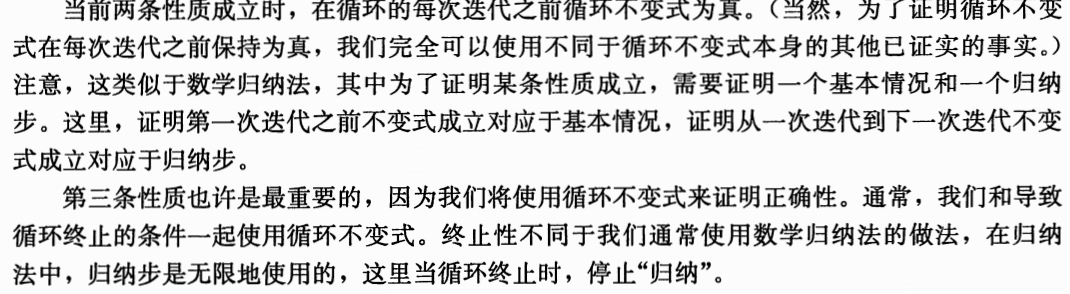 当前两条性质成立时，在循环的每次迭代之前循环不变式为真。（当然，为了证明循环不变
式在每次迭代之前保持为真，我们完全可以使用不同于循环不变式本身的其他已证实的事实。）
注意，这类似于数学归纳法，其中为了证明某条性质成立，需要证明一个基本情况和一个归纳
步。这里，证明第一次迭代之前不变式成立对应于基本情况，证明从一次迭代到下一次迭代不变
式成立对应于归纳步。
第三条性质也许是最重要的，因为我们将使用循环不变式来证明正确性。通常，我们和导致
循环终止的条件一起使用循环不变式。终止性不同于我们通常使用数学归纳法的做法，在归纳
法中，归纳步是无限地使用的，这里当循环终止时，停止“归纳”。